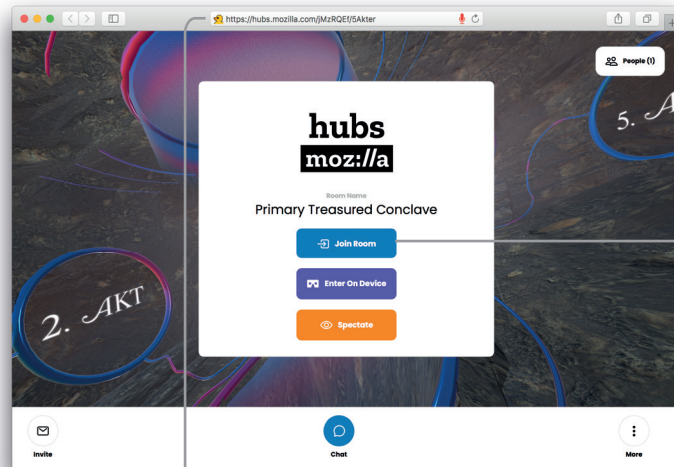 https://hubs.mozilla.com/jMzRQEf/5Akter
People (1)
hubs
moz://a
Room Name
Primary Treasured Conclave
Join Room
Enter On Device
Spectate
2. AKT
5.
Invite
Chat
More